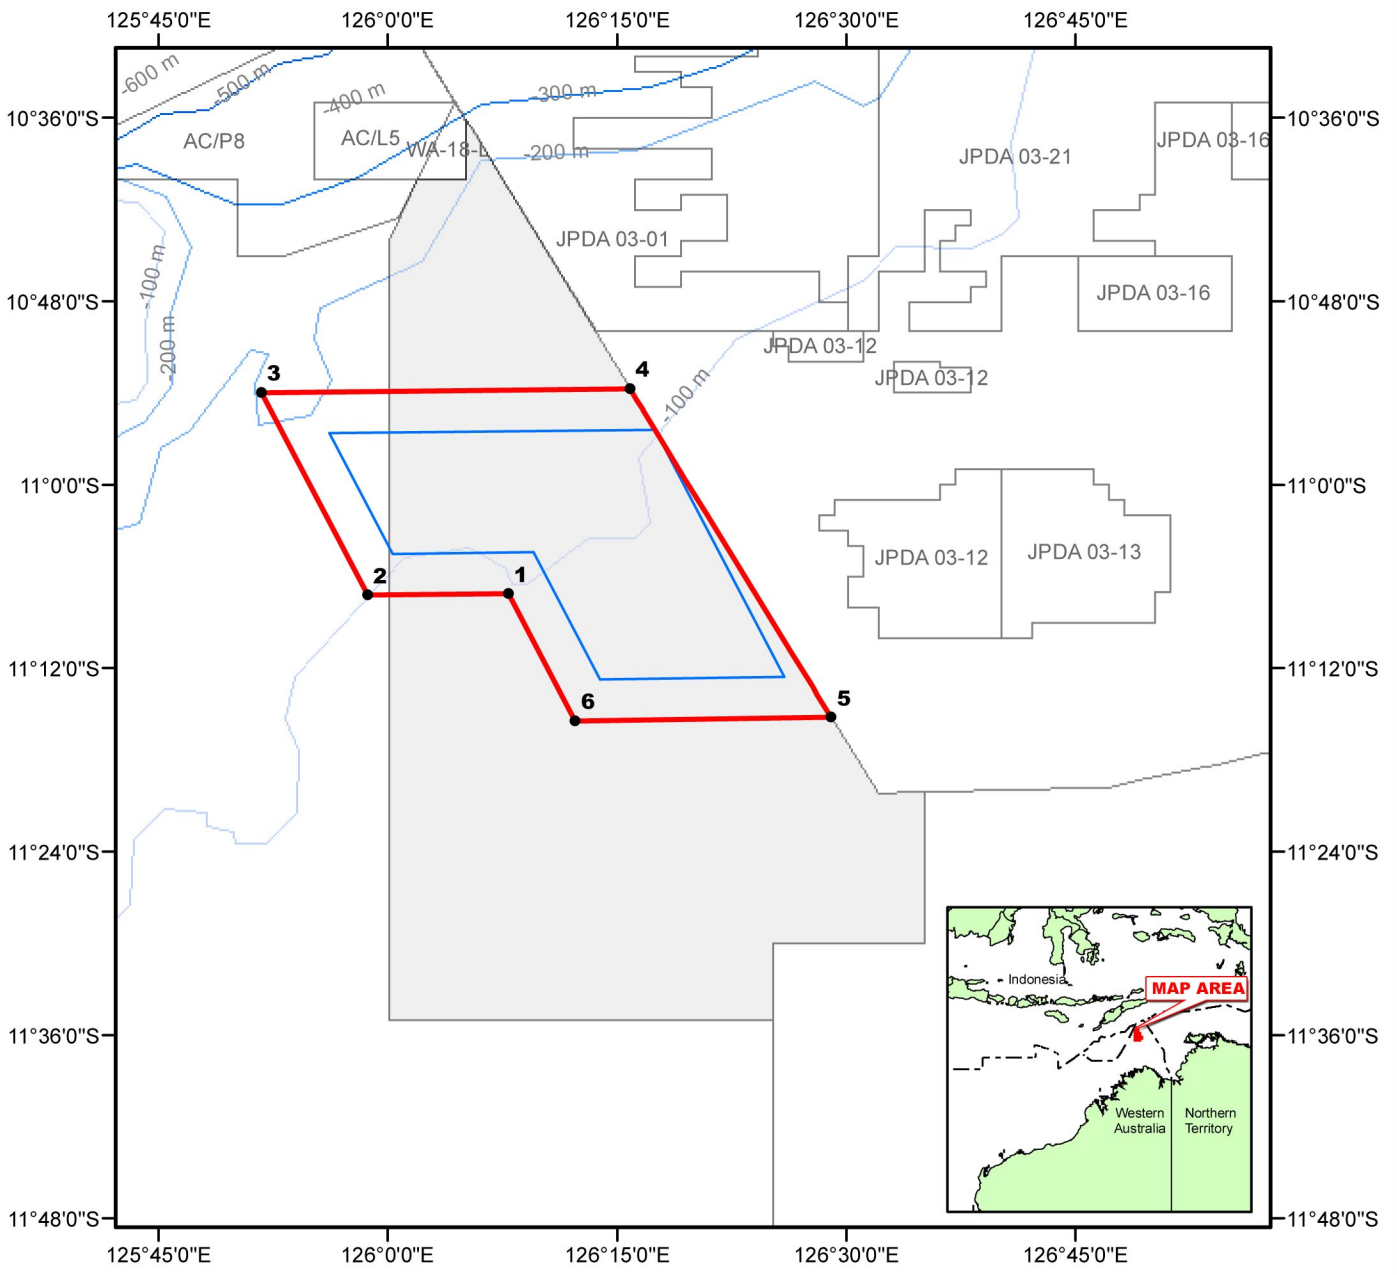 125°45'0"E
126°0'0"E
126°15'0"E
126°30'0"E
126°45'0"E
-600 m
-500 m
-400 m
-300 m
10°36'0"S
10°36'0"S
AC/P8
AC/L5
WA-18-L
-200 m
JPDA 03-21
JPDA 03-16
JPDA 03-01
-100 m
10°48'0"S
10°48'0"S
JPDA 03-16
-200 m
JPDA 03-12
3
4
JPDA 03-12
-100 m
11°0'0"S
11°0'0"S
JPDA 03-12
JPDA 03-13
2
1
11°12'0"S
11°12'0"S
6
5
11°24'0"S
11°24'0"S
Indonesia
MAP AREA
11°36'0"S
11°36'0"S
Western
Australia
Northern
Territory
11°48'0"S
11°48'0"S
125°45'0"E
126°0'0"E
126°15'0"E
126°30'0"E
126°45'0"E